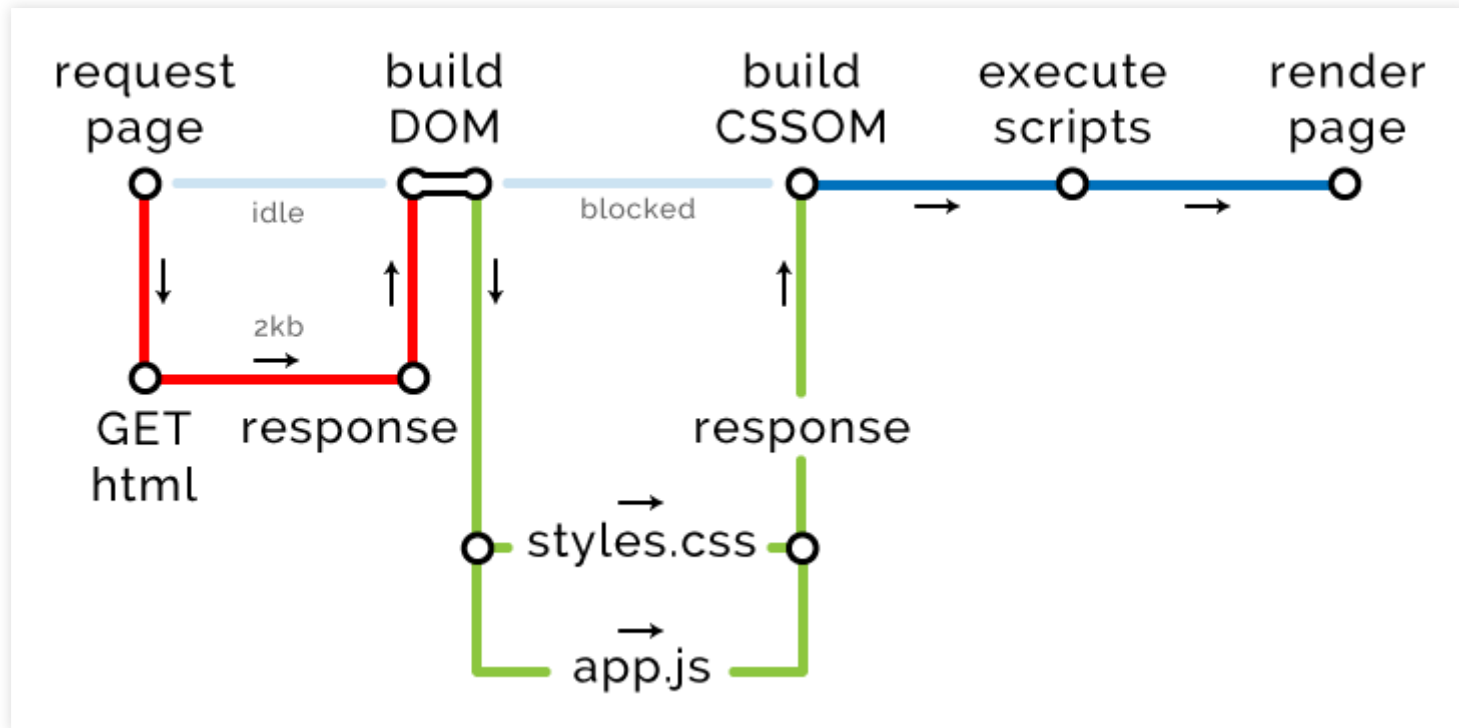 request
page
build
DOM
build
CSSOM
execute
scripts
render
page
idle
blocked
2kb
GET
html
response
response
styles.css
app.js